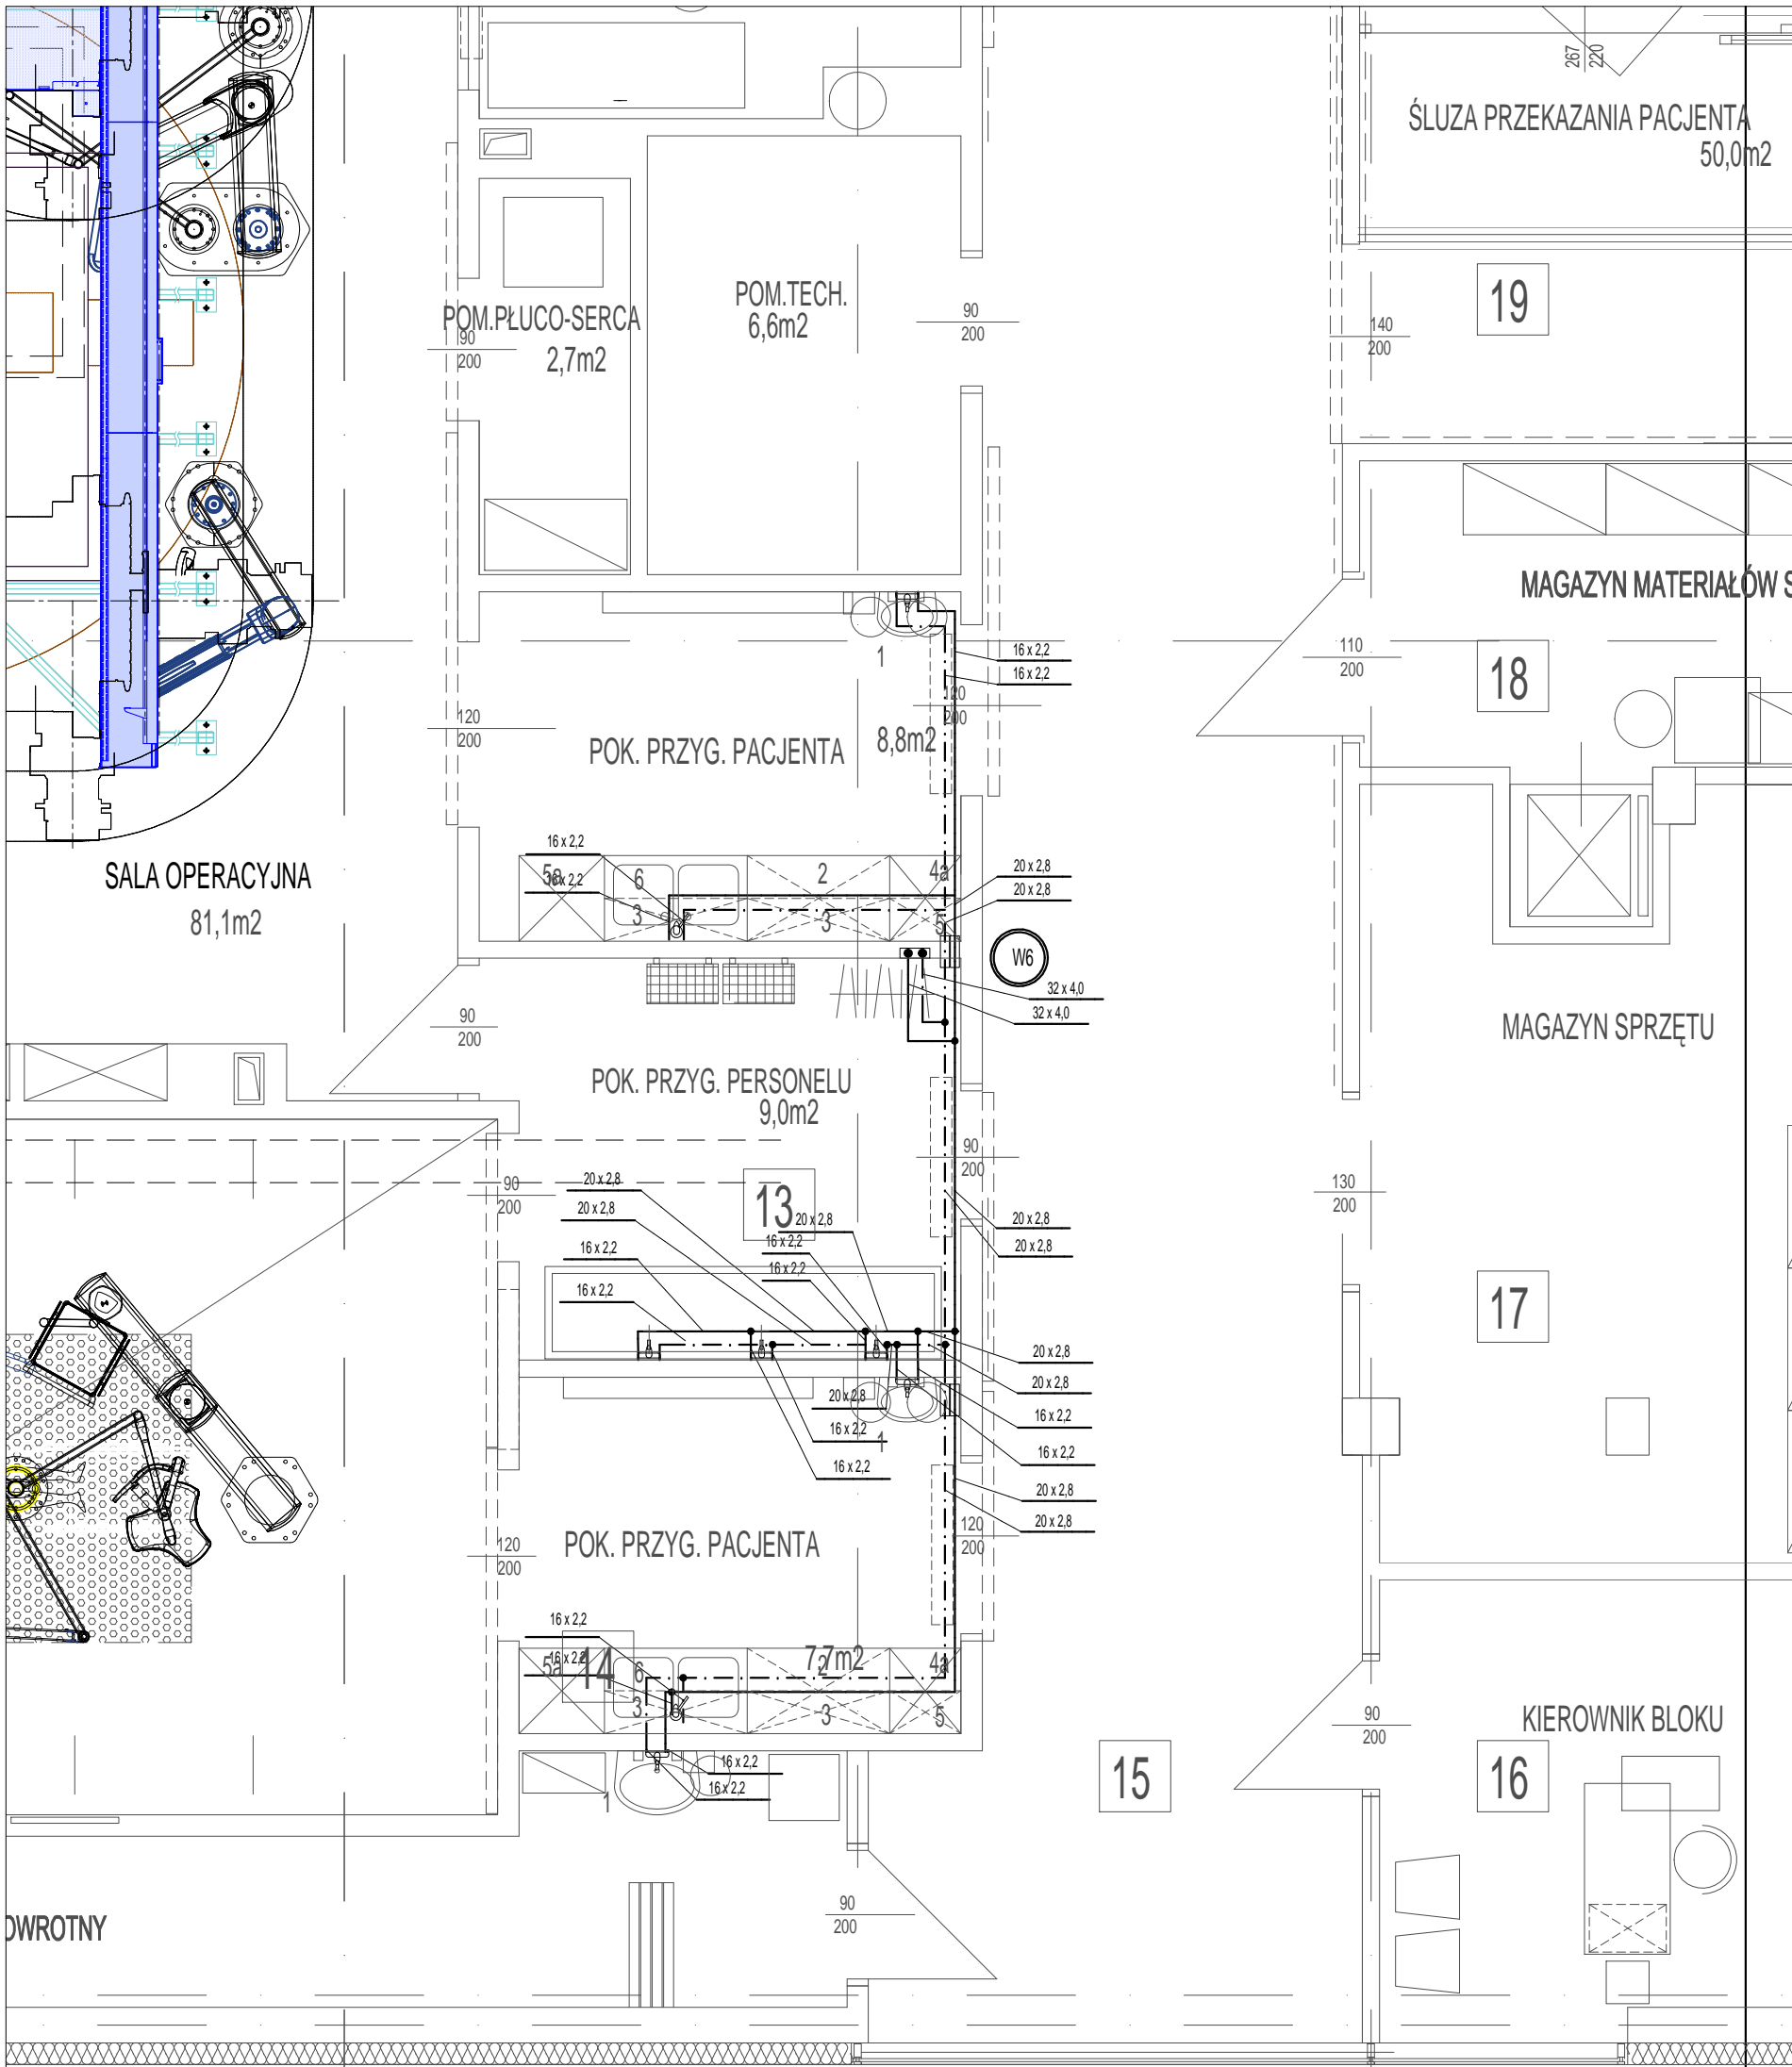 267
220
ŚLUZA PRZEKAZANIA PACJENTA
50,0m2
19
POM.TECH.
6,6m2
POM.PŁUCO-SERCA
2,7m2
90
200
90
200
140
200
MAGAZYN MATERIAŁÓW S
18
110
200
1
16 x 2,2
16 x 2,2
120
200
120
200
POK. PRZYG. PACJENTA
8,8m2
16 x 2,2
16 x 2,2
5a
6
2
4a
3
3
5
20 x 2,8
20 x 2,8
SALA OPERACYJNA
81,1m2
W6
32 x 4,0
32 x 4,0
90
200
MAGAZYN SPRZĘTU
POK. PRZYG. PERSONELU
9,0m2
90
200
90
200
130
200
13
20 x 2,8
20 x 2,8
20 x 2,8
16 x 2,2
16 x 2,2
16 x 2,2
16 x 2,2
20 x 2,8
20 x 2,8
17
20 x 2,8
20 x 2,8
20 x 2,8
16 x 2,2
16 x 2,2
1
16 x 2,2
16 x 2,2
20 x 2,8
20 x 2,8
120
200
120
200
POK. PRZYG. PACJENTA
16 x 2,2
16 x 2,2
5a
14
6
7,7m2
2
4a
3
3
5
16 x 2,2
16 x 2,2
1
15
90
200
KIEROWNIK BLOKU
16
90
200
OWROTNY